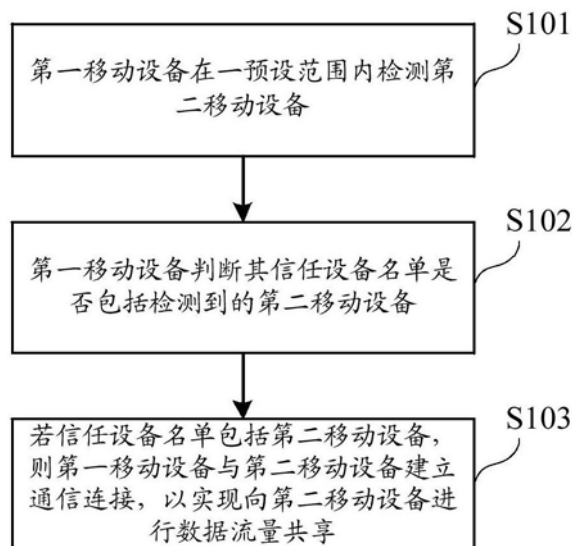 S101
第一移动设备在一预设范围内检测第
二移动设备
S102
第一移动设备判断其信任设备名单是
否包括检测到的第二移动设备
S103
若信任设备名单包括第二移动设备，
则第一移动设备与第二移动设备建立
通信连接，以实现向第二移动设备进
行数据流量共享